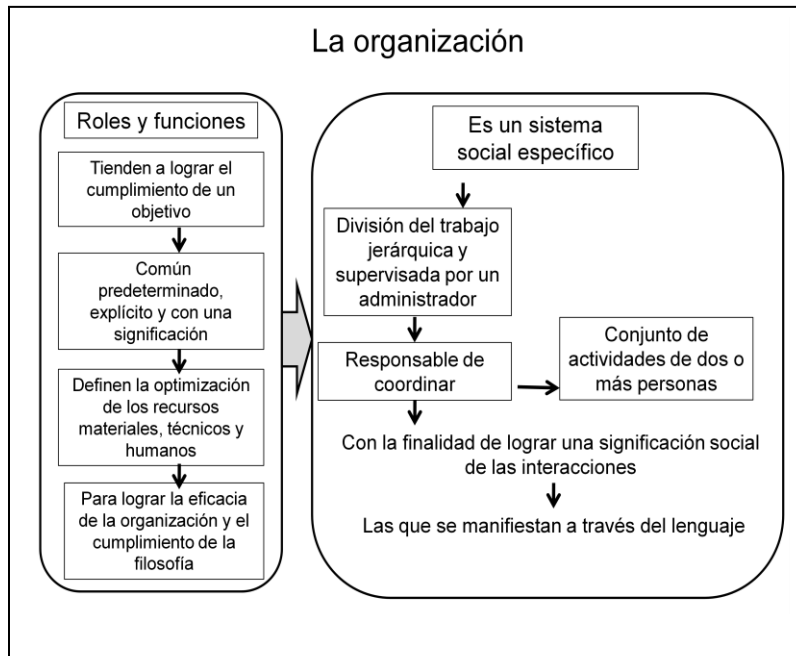 La organización
Roles y funciones
Tienden a lograr el
cumplimiento de un
objetivo
Común
predeterminado,
explícito y con una
significación
Definen la optimización
de los recursos
materiales, técnicos y
humanos
Para lograr la eficacia
de la organización y el
cumplimiento de la
filosofía
Es un sistema
social específico
División del trabajo
jerárquica y
supervisada por un
administrador
Responsable de
coordinar
Conjunto de
actividades de dos o
más personas
Con la finalidad de lograr una significación social
de las interacciones
Las que se manifiestan a través del lenguaje